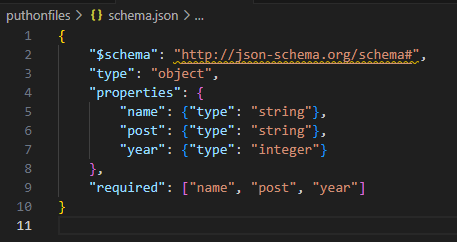 puthonfiles > schema.json > ...
1 {
2 "$schema": "http://json-schema.org/schema#",
3 "type": "object",
4 "properties": {
5 "name": {"type": "string"},
6 "post": {"type": "string"},
7 "year": {"type": "integer"}
8 },
9 "required": ["name", "post", "year"]
10 }
11